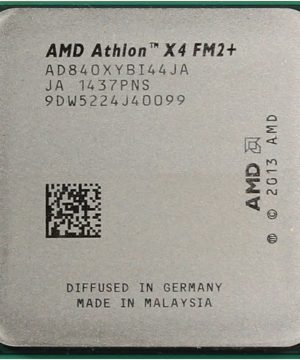 AMD Athlon™ X4 FM2+
AD840XYBI44JA
JA 1437PNS
9DW5224J40099
AMD
® © 2013 AMD
DIFFUSED IN GERMANY
MADE IN MALAYSIA